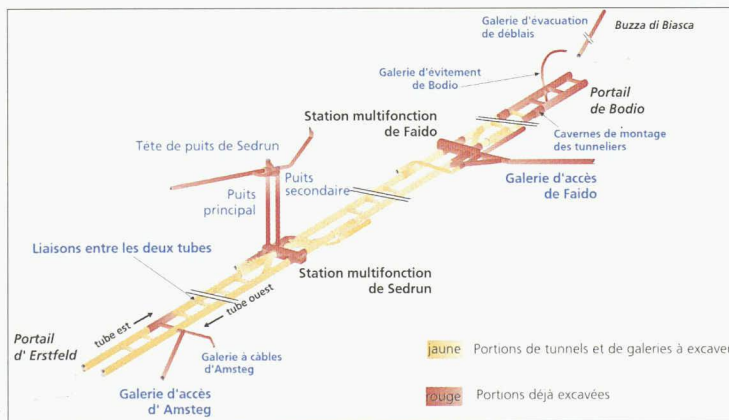 Galerie d'évacuation
de déblais
Buzza di Biasca
Galerie d'évitement
de Bodio
Portail
de Bodio
Station multifonction
de Faido
Cavernes de montage
des tunneliers
Tête de puits de Sedrun
Puits
secondaire
Puits
principal
Galerie d'accès
de Faido
Liaisons entre les deux tubes
Station multifonction
de Sedrun
tube est
tube ouest
Portail
d' Erstfeld
Galerie à câbles
d'Amsteg
Galerie d'accès
d' Amsteg
jaune Portions de tunnels et de galeries à excaver
rouge Portions déjà excavées